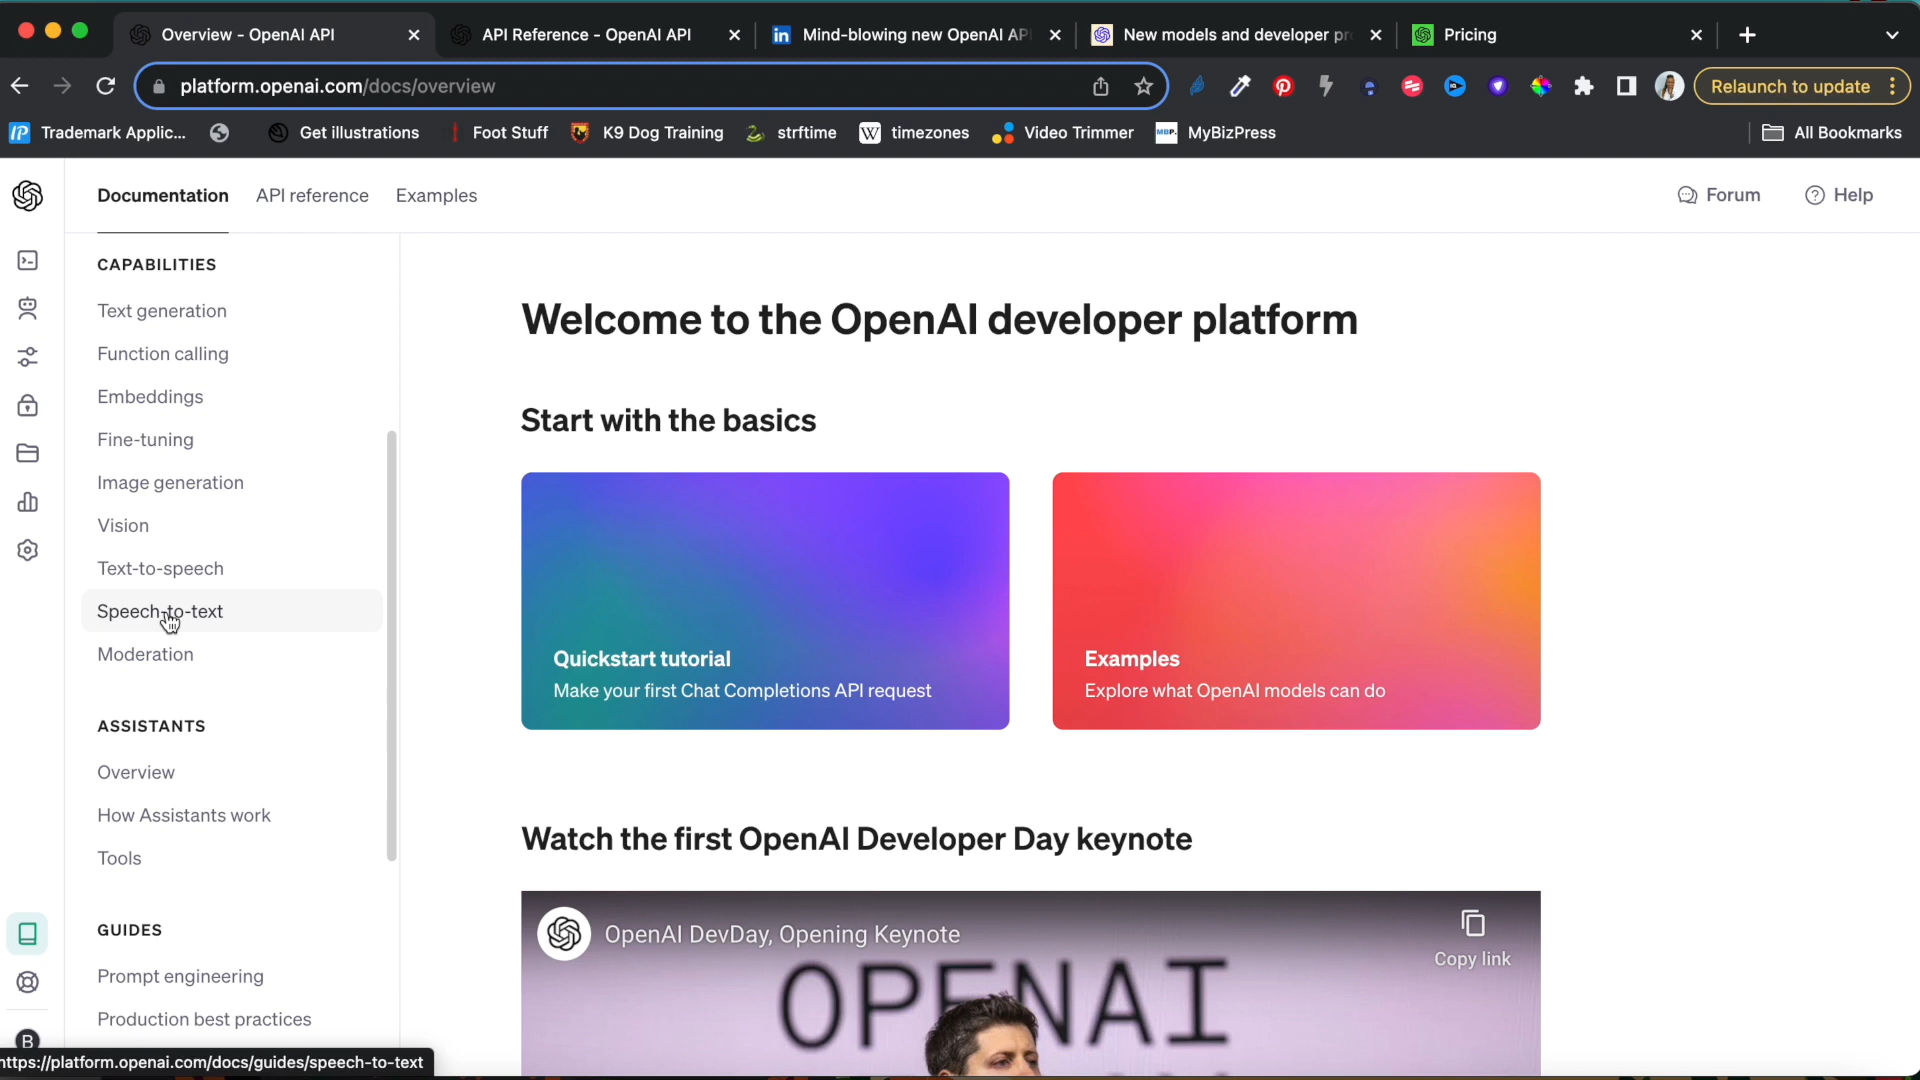 Overview - OpenAI API
API Reference - OpenAI API
Mind-blowing new OpenAI AP
New models and developer pr
Pricing
platform.openai.com/docs/overview
Relaunch to update
Trademark Applic...
Get illustrations
Foot Stuff
K9 Dog Training
strftime
timezones
Video Trimmer
MBP.
MyBizPress
All Bookmarks
Documentation
API reference
Examples
Forum
Help
CAPABILITIES
Text generation
Function calling
Embeddings
Fine-tuning
Image generation
Vision
Text-to-speech
Speech-to-text
Moderation
ASSISTANTS
Overview
How Assistants work
Tools
GUIDES
Prompt engineering
Production best practices
B
https://platform.openai.com/docs/guides/speech-to-text
Welcome to the OpenAI developer platform
Start with the basics
Quickstart tutorial
Make your first Chat Completions API request
Examples
Explore what OpenAI models can do
Watch the first OpenAI Developer Day keynote
OpenAI DevDay, Opening Keynote
Copy link
OPENAI